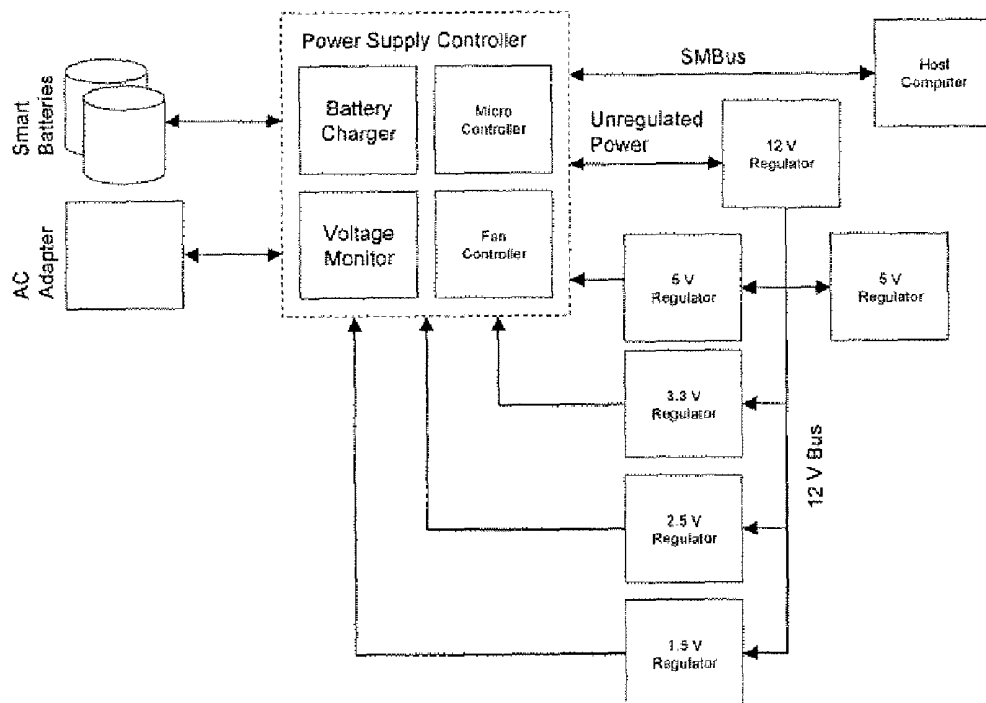 Power Supply Controller
SMBus
Host
Computer
Smart
Batteries
Battery
Charger
Micro
Controller
Unregulated
Power
12 V
Regulator
AC
Adapter
Voltage
Monitor
Fan
Controller
5 V
Regulator
5 V
Regulator
3.3 V
Regulator
12 V Bus
2.5 V
Regulator
1.5 V
Regulator